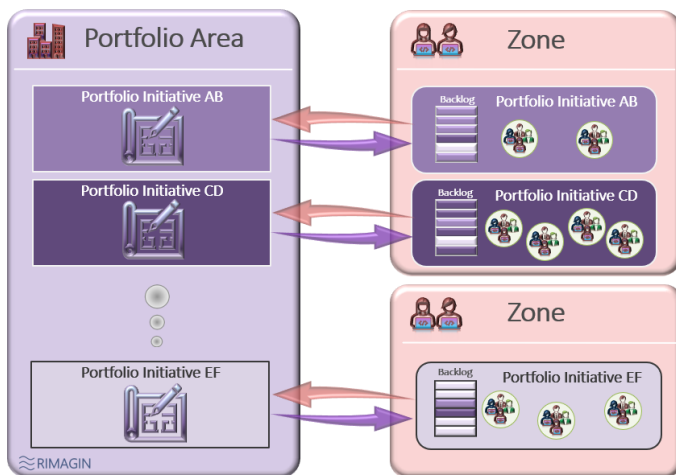 Portfolio Area
Portfolio Initiative AB
Portfolio Initiative CD
Portfolio Initiative EF
RIMAGIN
Zone
Backlog
Portfolio Initiative AB
Backlog
Portfolio Initiative CD
Zone
Backlog
Portfolio Initiative EF